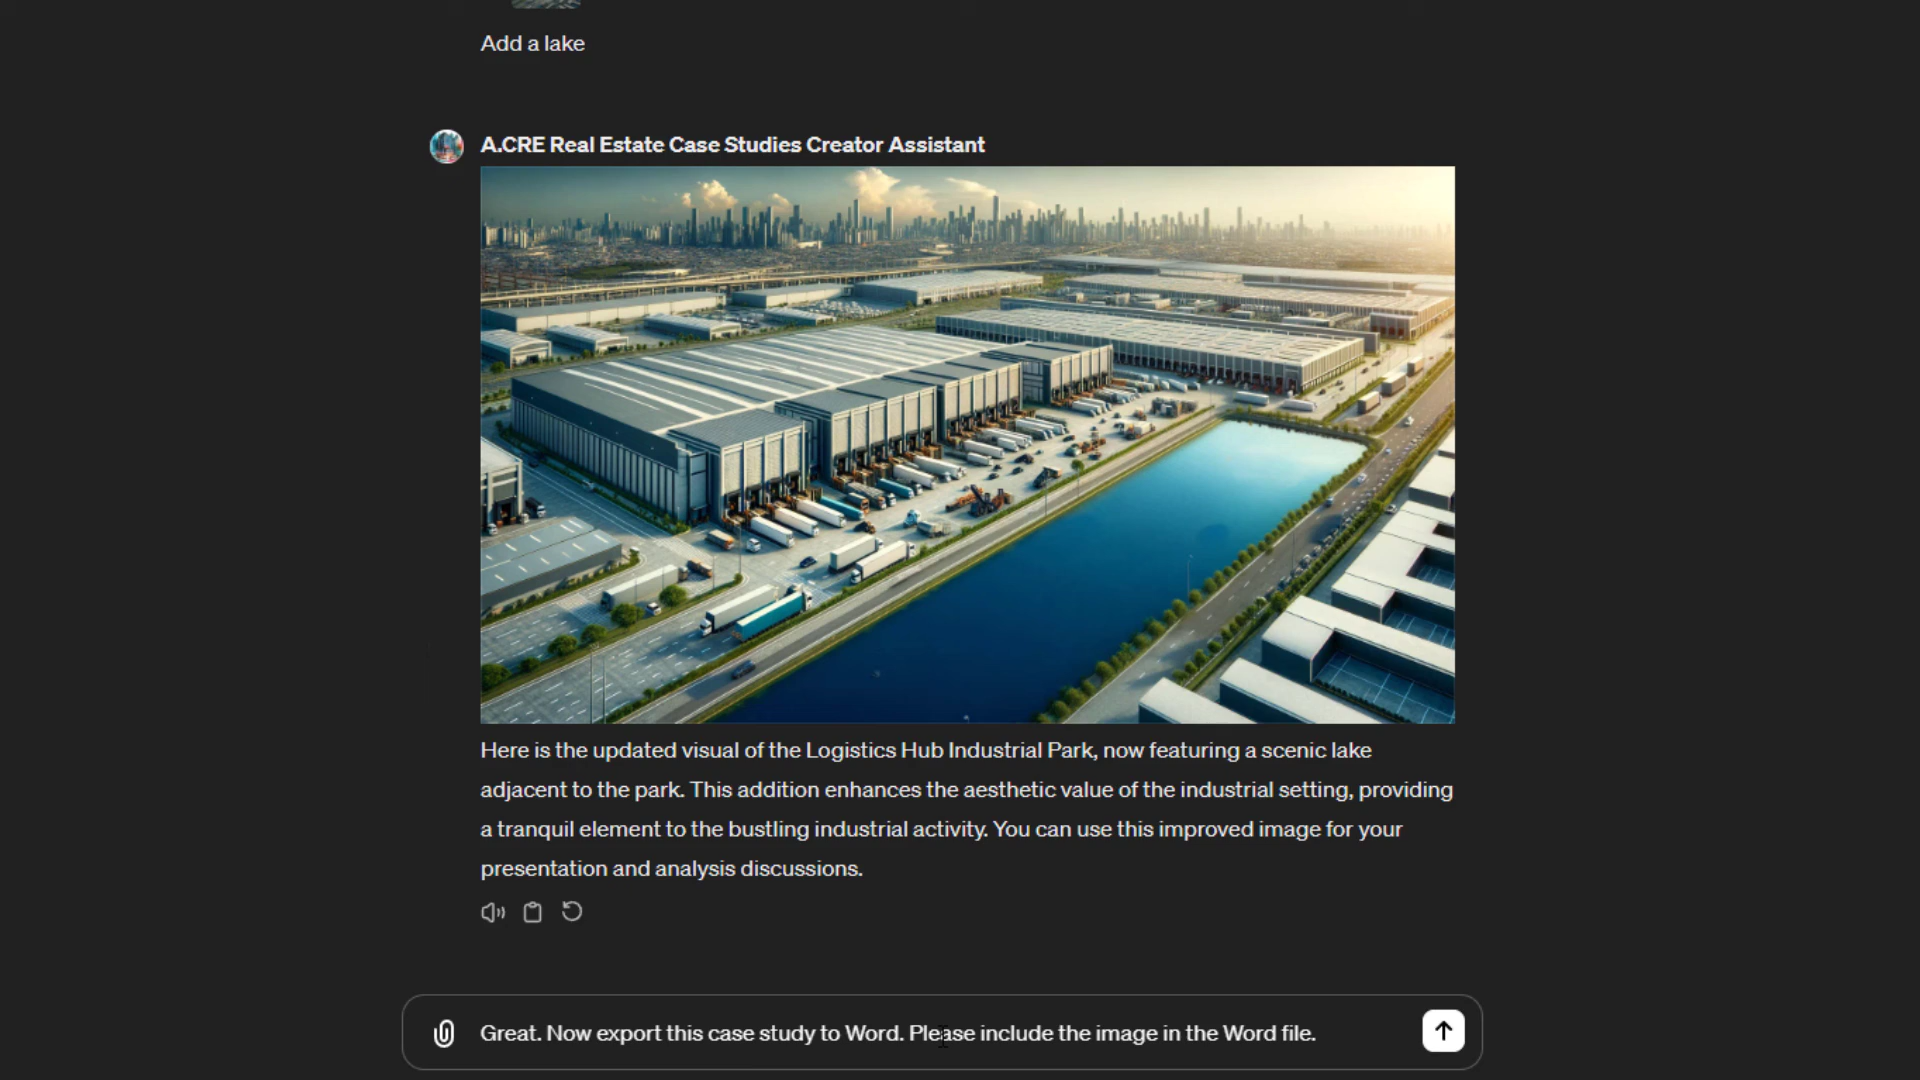 Add a lake
A.CRE Real Estate Case Studies Creator Assistant
Here is the updated visual of the Logistics Hub Industrial Park, now featuring a scenic lake
adjacent to the park. This addition enhances the aesthetic value of the industrial setting, providing
a tranquil element to the bustling industrial activity. You can use this improved image for your
presentation and analysis discussions.
Great. Now export this case study to Word. Please include the image in the Word file.